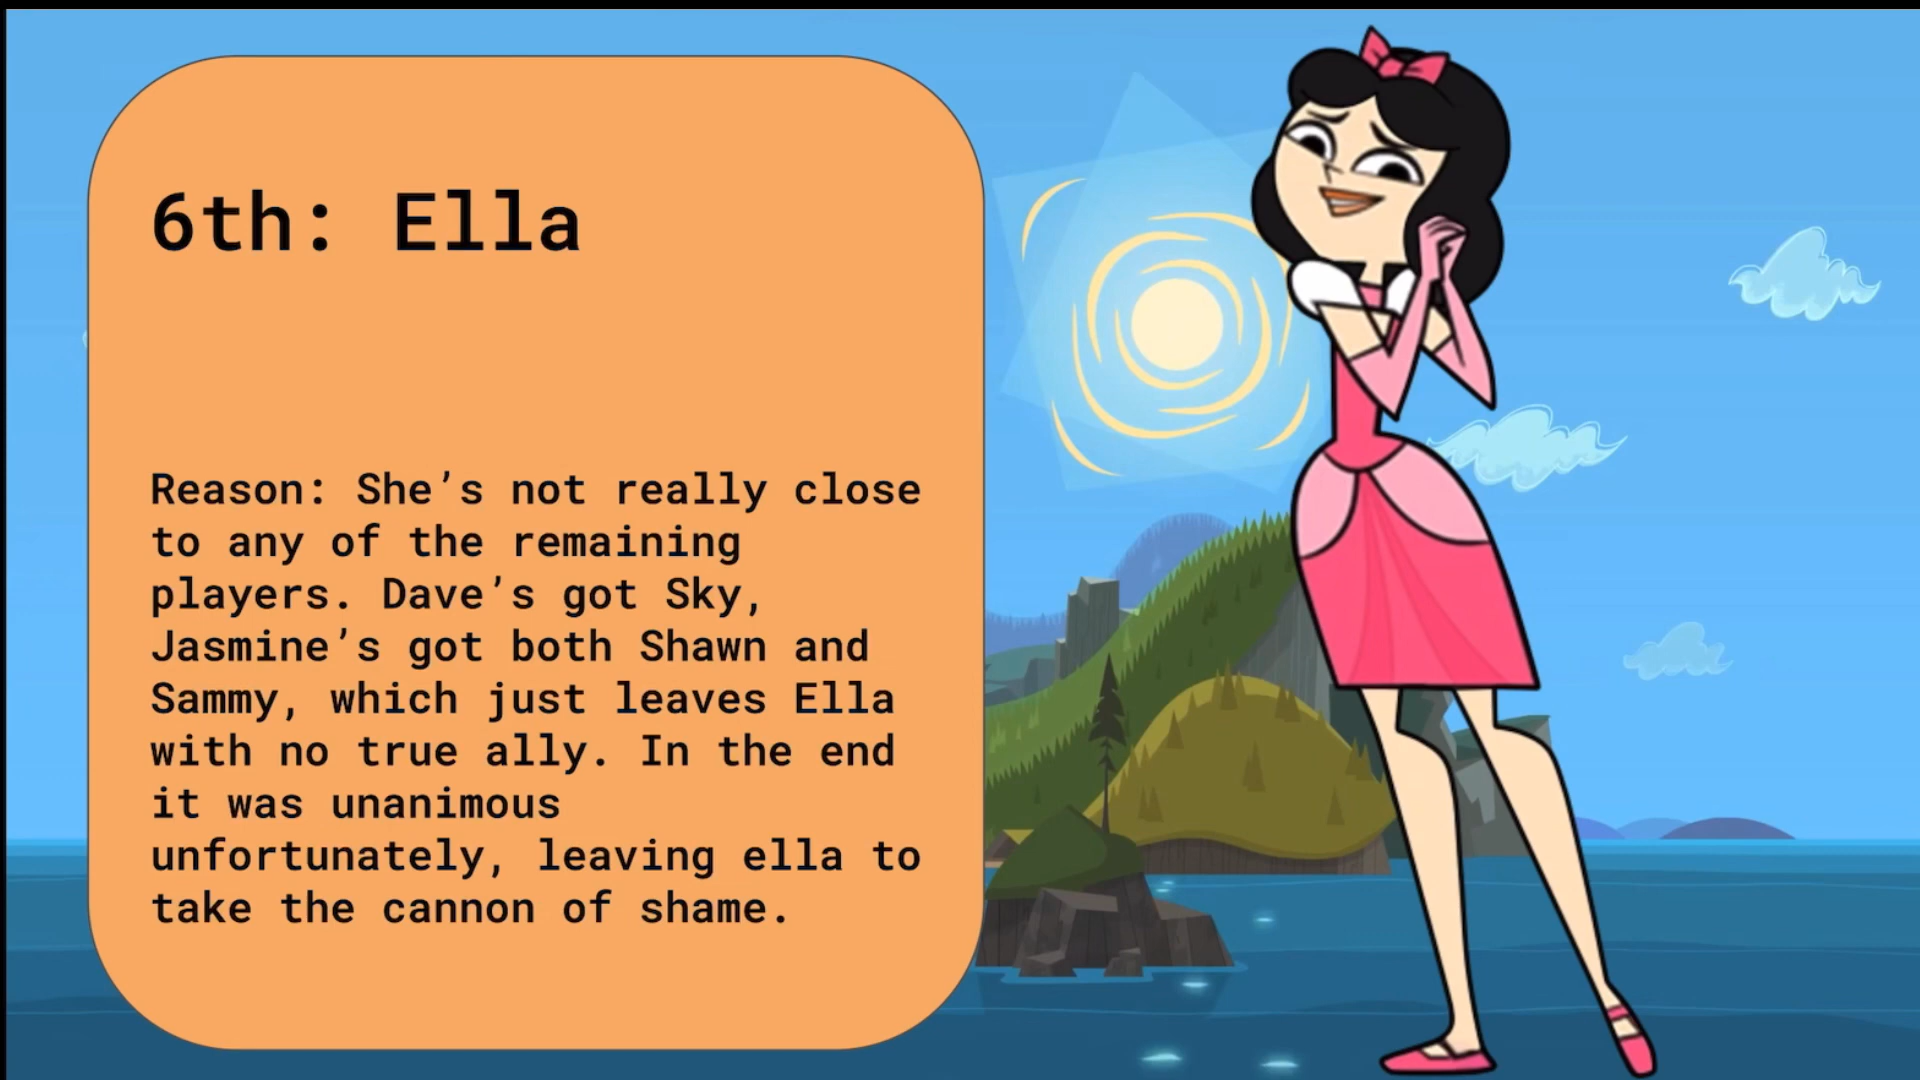 6th: Ella
Reason: She’s not really close
to any of the remaining
players. Dave’s got Sky,
Jasmine’s got both Shawn and
Sammy, which just leaves Ella
with no true ally. In the end
it was unanimous
unfortunately, leaving ella to
take the cannon of shame.